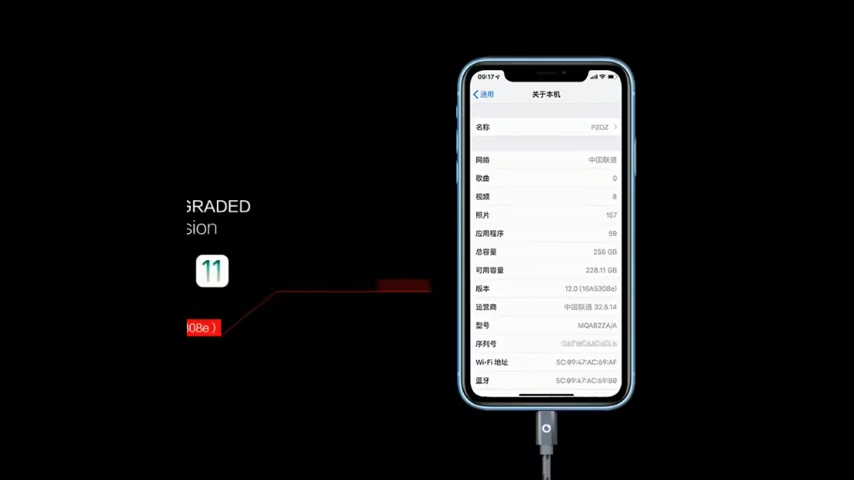 GRADED
sion
11
308e )
09:17
通用
关于本机
名称 PZOZ
网络 中国联通
歌曲 0
视频 8
照片 157
应用程序 59
总容量 256 GB
可用容量 228.11 GB
版本 12.0 (16A5308e)
运营商 中国联通 32.5.14
型号 MQA82ZA/A
序列号
Wi-Fi 地址 5C:09:47:AC:69:AF
蓝牙 5C:09:47:AC:69:B0